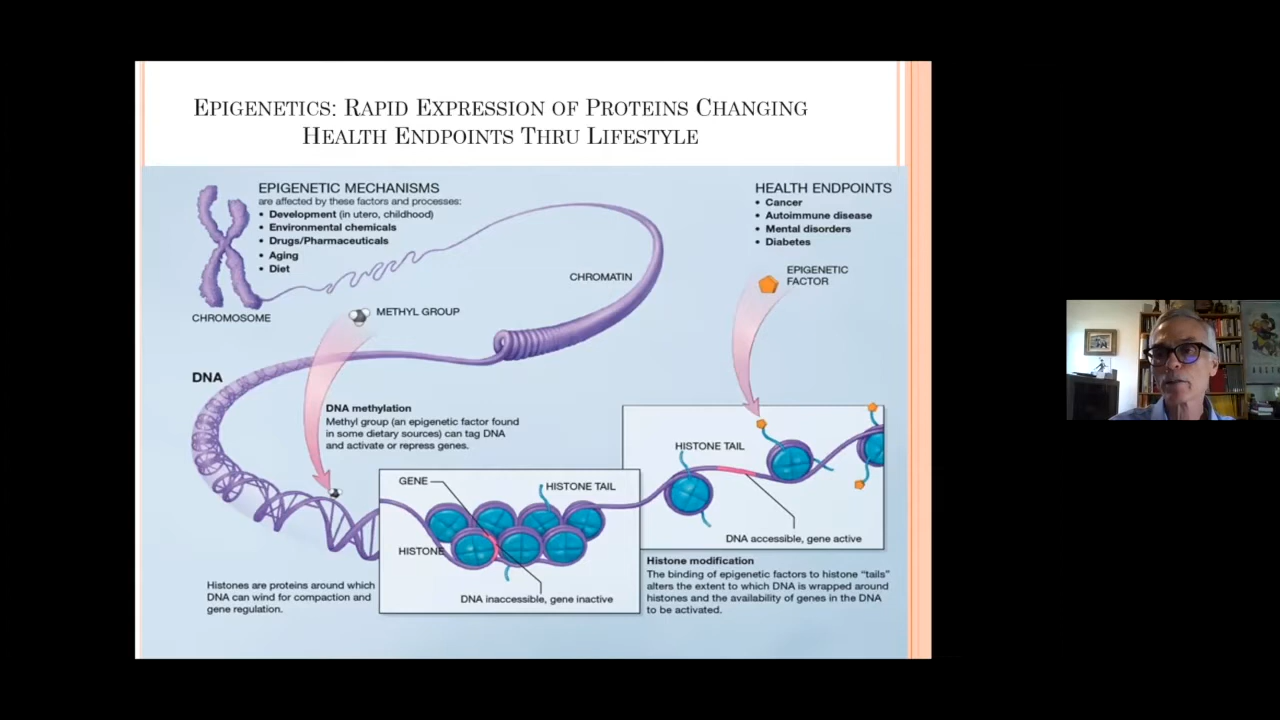 EPIGENETICS: RAPID EXPRESSION OF PROTEINS CHANGING
HEALTH ENDPOINTS THRU LIFESTYLE
EPIGENETIC MECHANISMS
are affected by these factors and processes:
• Development (in utero, childhood)
• Environmental chemicals
• Drugs/Pharmaceuticals
• Aging
• Diet
HEALTH ENDPOINTS
• Cancer
• Autoimmune disease
• Mental disorders
• Diabetes
EPIGENETIC
FACTOR
CHROMATIN
CHROMOSOME
METHYL GROUP
DNA
DNA methylation
Methyl group (an epigenetic factor found
in some dietary sources) can tag DNA
and activate or repress genes.
HISTONE TAIL
GENE
HISTONE TAIL
HISTONE
DNA accessible, gene active
DNA inaccessible, gene inactive
Histones are proteins around which
DNA can wind for compaction and
gene regulation.
Histone modification
The binding of epigenetic factors to histone “tails”
alters the extent to which DNA is wrapped around
histones and the availability of genes in the DNA
to be activated.